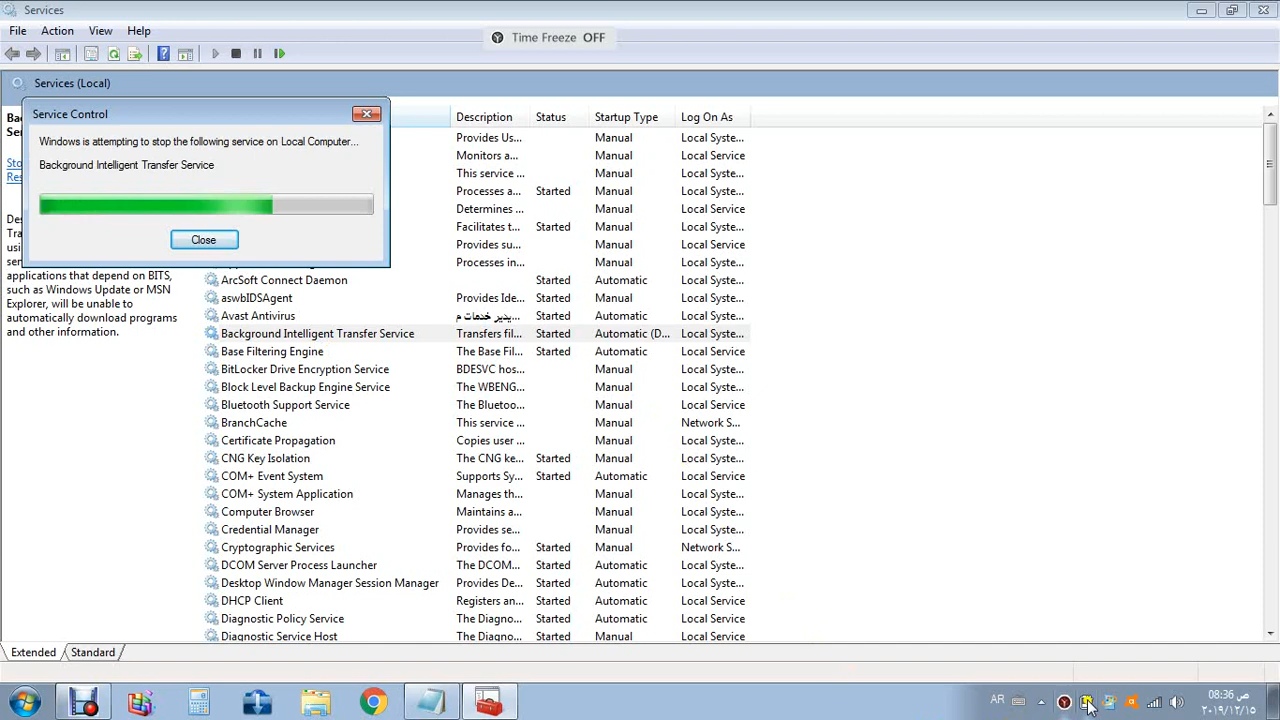 Services
File Action View Help
Time Freeze OFF
Services (Local)
Service Control
Windows is attempting to stop the following service on Local Computer...
Background Intelligent Transfer Service
Close
applications that depend on BITS,
such as Windows Update or MSN
Explorer, will be unable to
automatically download programs
and other information.
Description Status Startup Type Log On As
Provides Us... Manual Local Syste...
Monitors a... Manual Local Service
This service ... Manual Local Syste...
Processes a... Started Manual Local Syste...
Determines ... Manual Local Service
Facilitates t... Started Manual Local Syste...
Provides su... Manual Local Service
Processes in... Manual Local Syste...
ArcSoft Connect Daemon Started Automatic Local Syste...
aswbIDSAgent Provides Ide... Started Manual Local Syste...
Avast Antivirus يدير خدمات م... Started Automatic Local Syste...
Background Intelligent Transfer Service Transfers fil... Started Automatic (D... Local Syste...
Base Filtering Engine The Base Fil... Started Automatic Local Service
BitLocker Drive Encryption Service BDESVC hos... Manual Local Syste...
Block Level Backup Engine Service The WBENG... Manual Local Syste...
Bluetooth Support Service The Bluetoo... Manual Local Service
BranchCache This service ... Manual Network S...
Certificate Propagation Copies user ... Manual Local Syste...
CNG Key Isolation The CNG ke... Started Manual Local Syste...
COM+ Event System Supports Sy... Started Automatic Local Service
COM+ System Application Manages th... Manual Local Syste...
Computer Browser Maintains a... Manual Local Syste...
Credential Manager Provides se... Manual Local Syste...
Cryptographic Services Provides fo... Started Manual Network S...
DCOM Server Process Launcher The DCOM... Started Automatic Local Syste...
Desktop Window Manager Session Manager Provides De... Started Automatic Local Syste...
DHCP Client Registers an... Started Automatic Local Service
Diagnostic Policy Service The Diagno... Started Automatic Local Service
Diagnostic Service Host The Diagno... Started Manual Local Service
Extended Standard
AR
08:36 ص
٢٠١٩/١٢/١٥